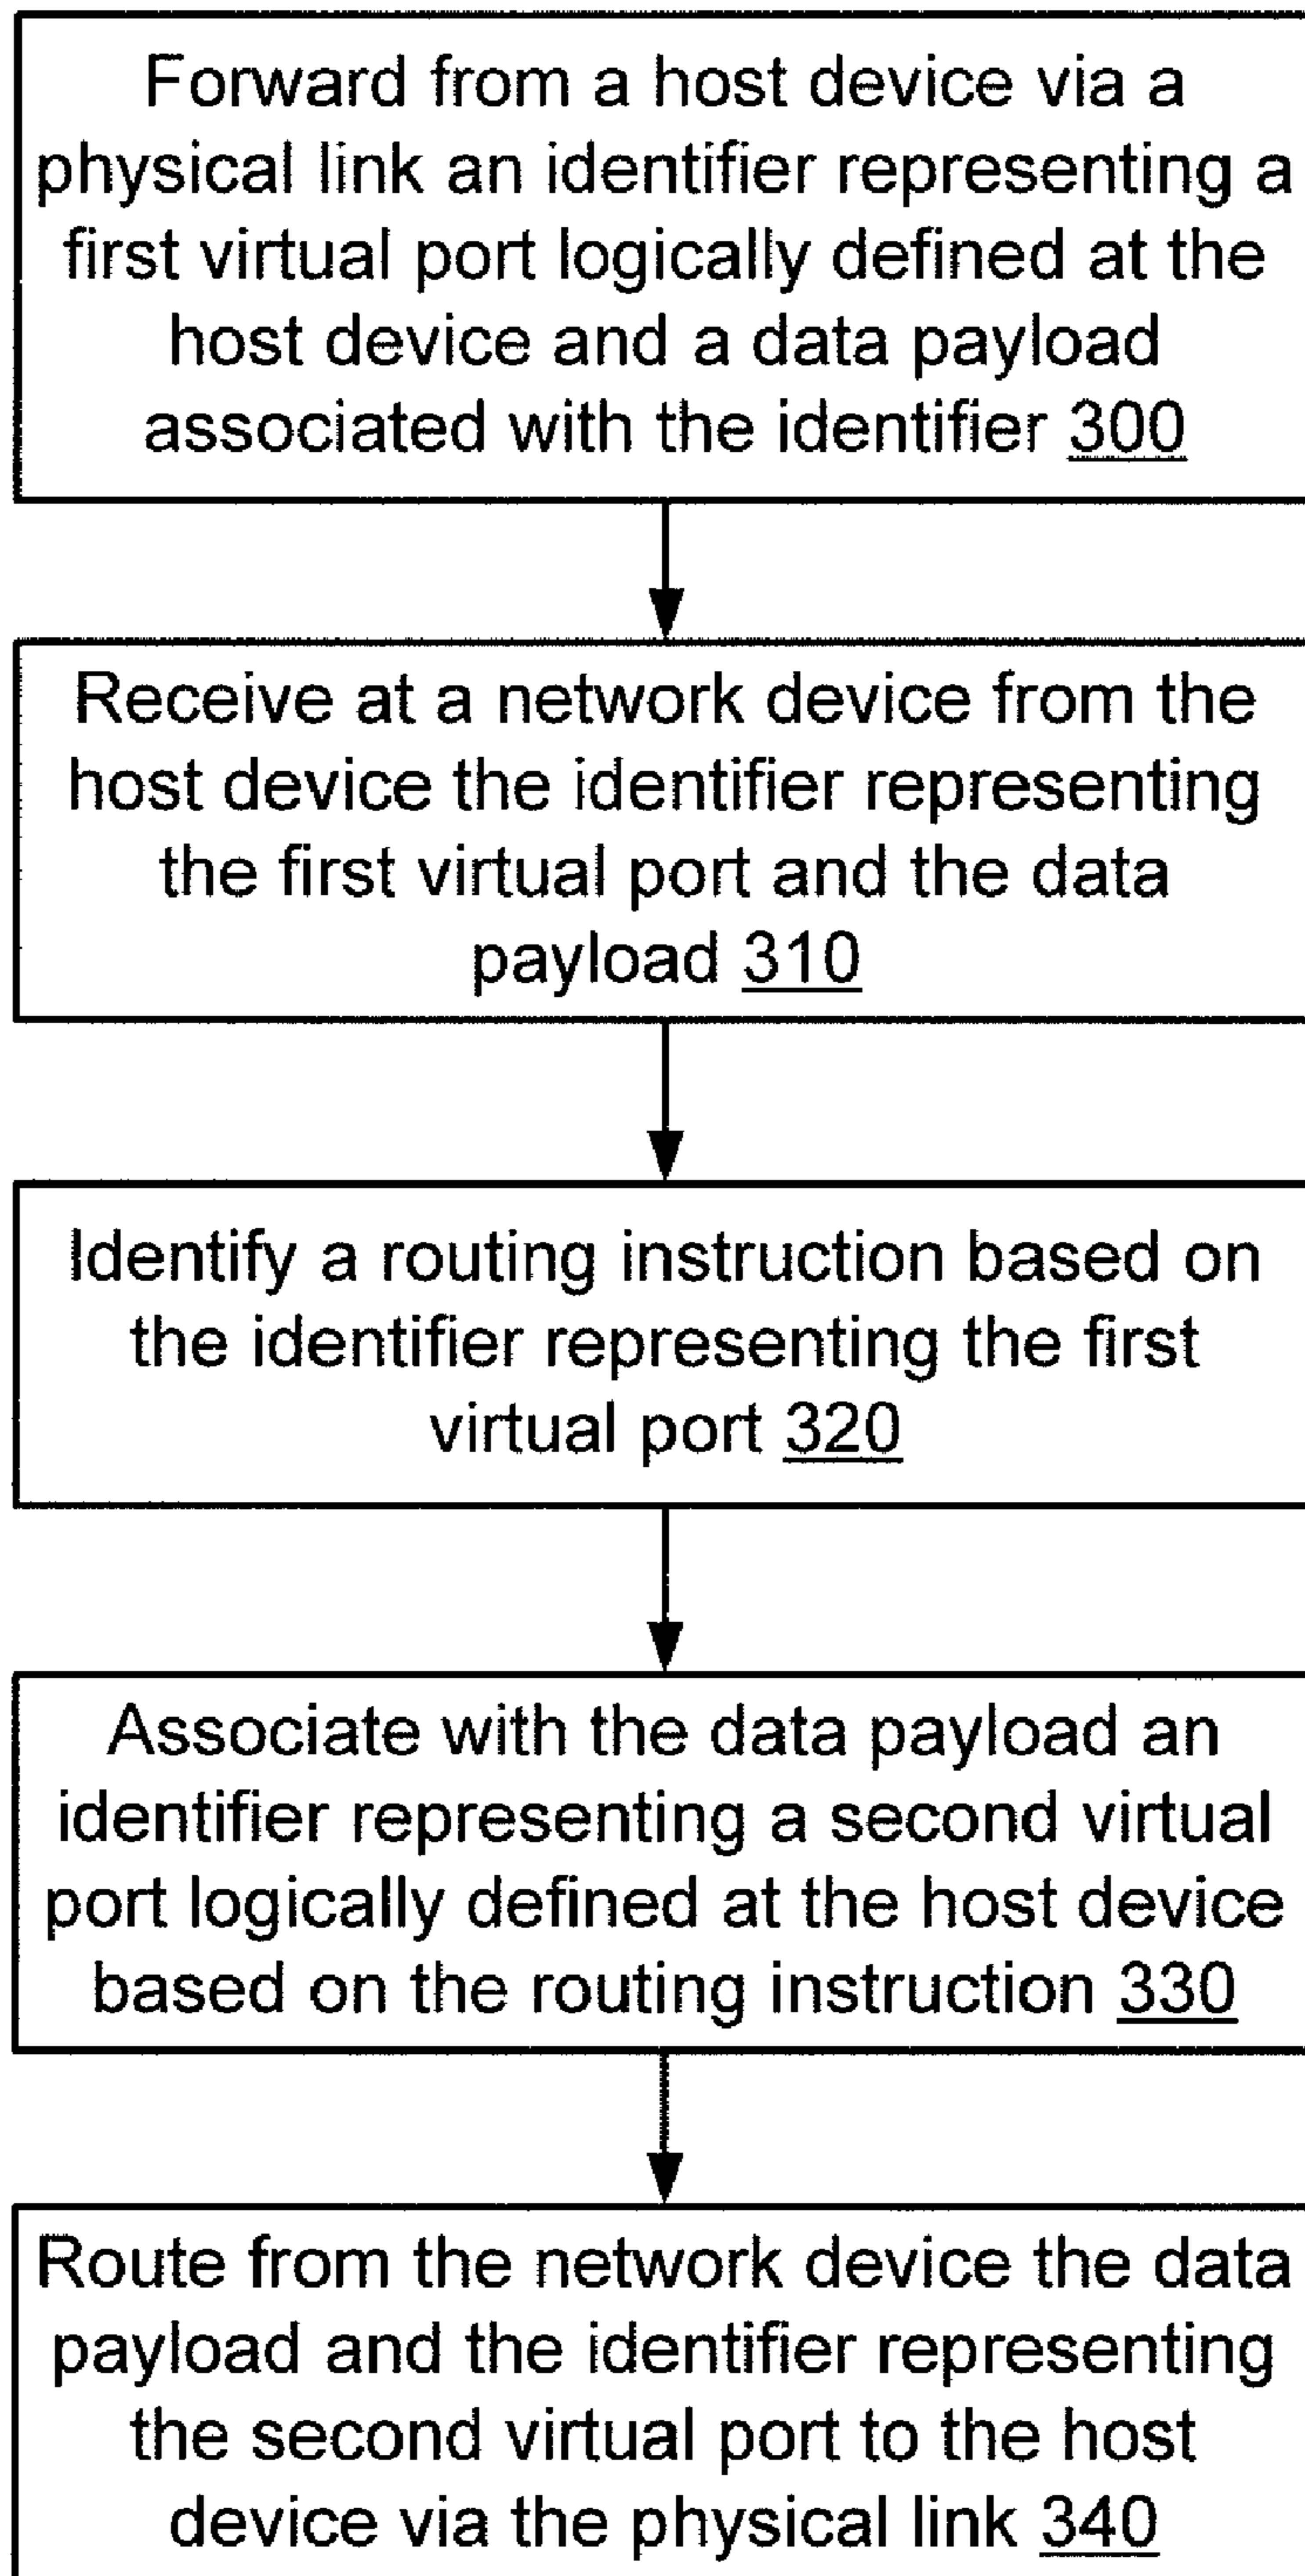 Forward from a host device via a
physical link an identifier representing a
first virtual port logically defined at the
host device and a data payload
associated with the identifier 300
Receive at a network device from the
host device the identifier representing
the first virtual port and the data
payload 310
Identify a routing instruction based on
the identifier representing the first
virtual port 320
Associate with the data payload an
identifier representing a second virtual
port logically defined at the host device
based on the routing instruction 330
Route from the network device the data
payload and the identifier representing
the second virtual port to the host
device via the physical link 340